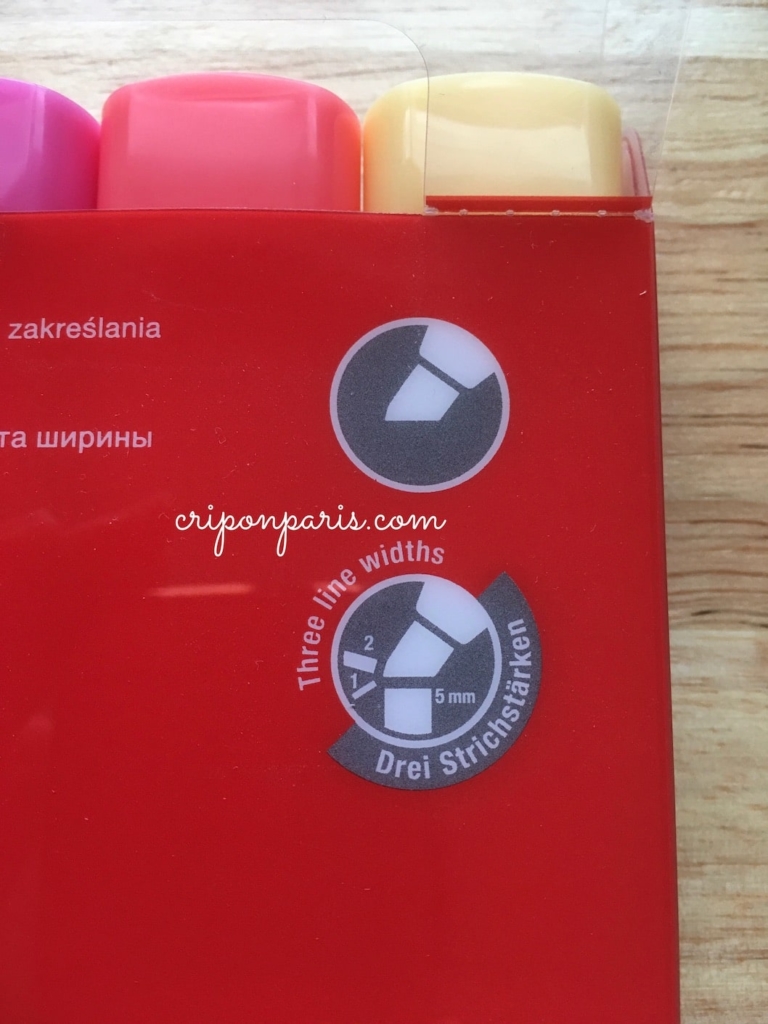 zakreślania
та ширины
criponparis.com
Three line widths
2
1
5 mm
Drei Strichstärken